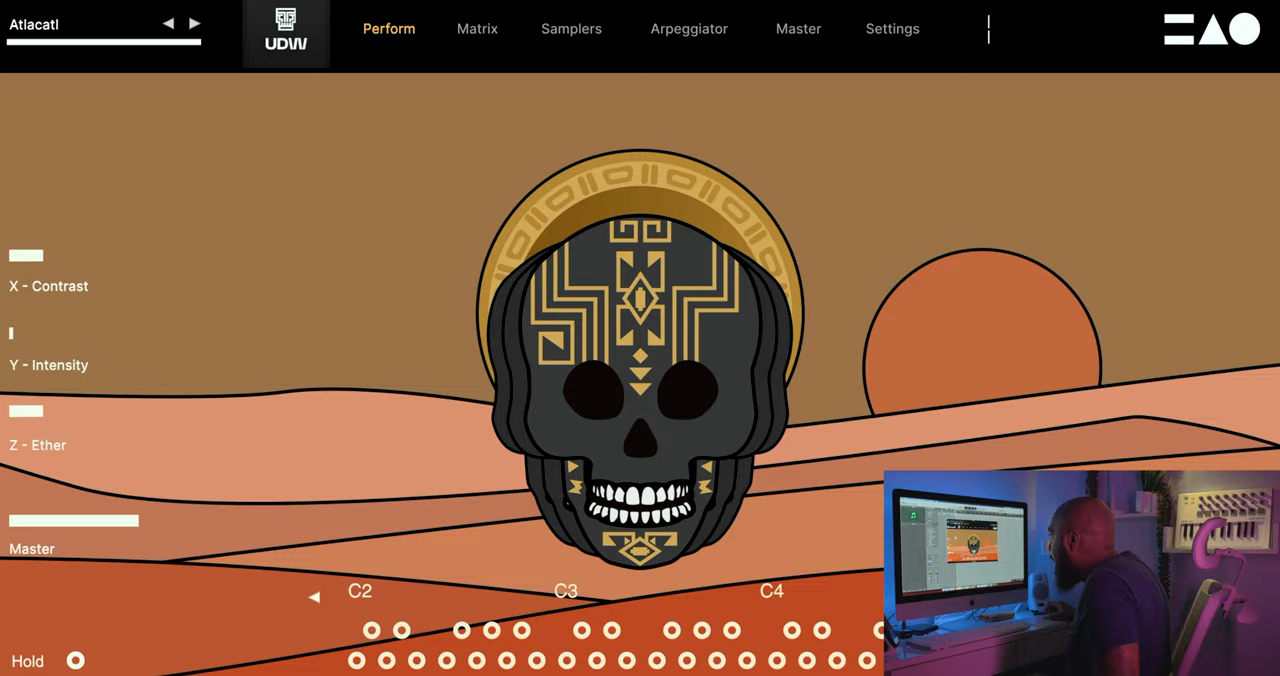 Atlacatl
UDW
Perform
Matrix
Samplers
Arpeggiator
Master
Settings
X - Contrast
Y - Intensity
Z - Ether
Master
C2
C3
C4
Hold